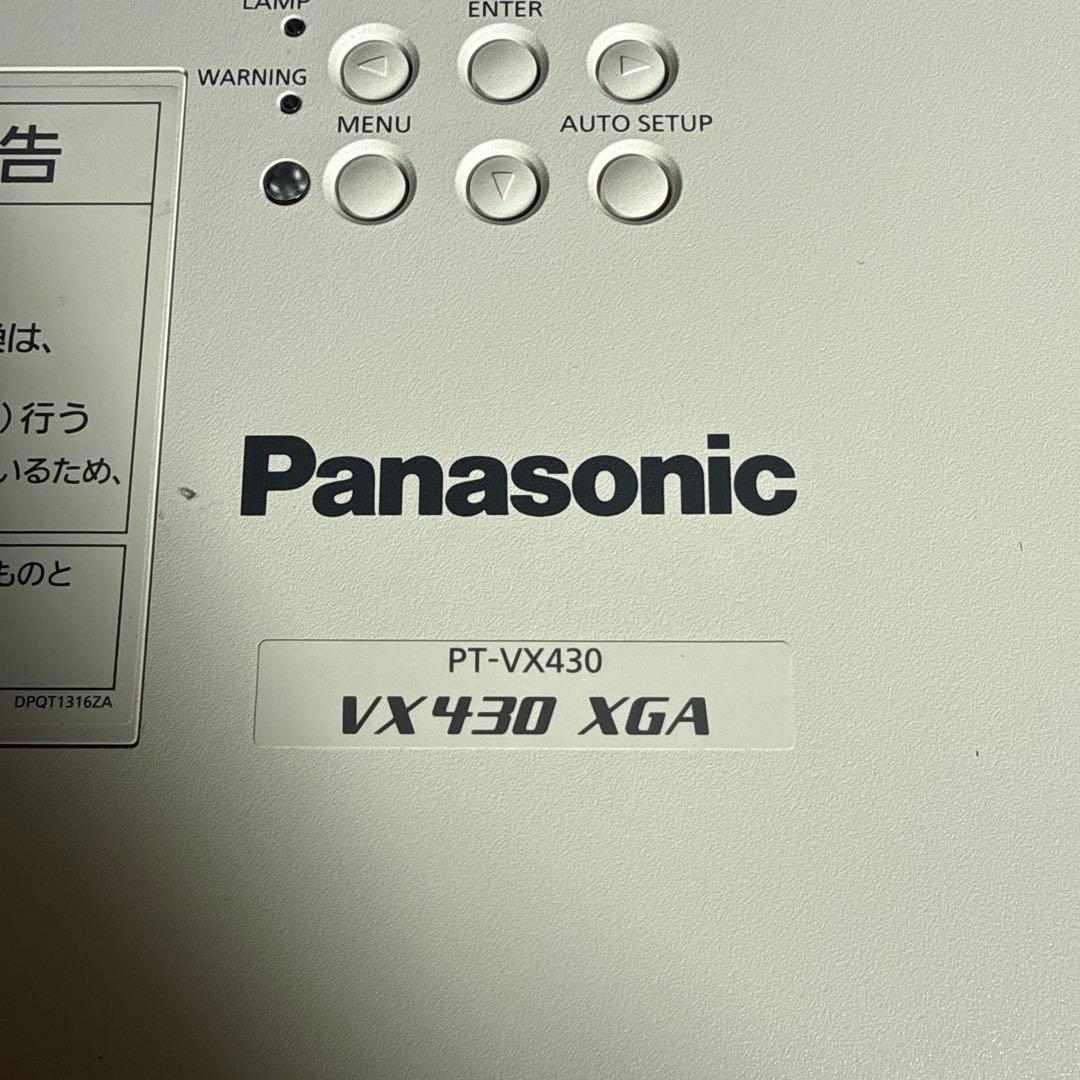 LAMP
ENTER
WARNING
MENU
AUTO SETUP
告
は、
)行う
いるため、
ものと
DPQT1316ZA
Panasonic
PT-VX430
VX430 XGA